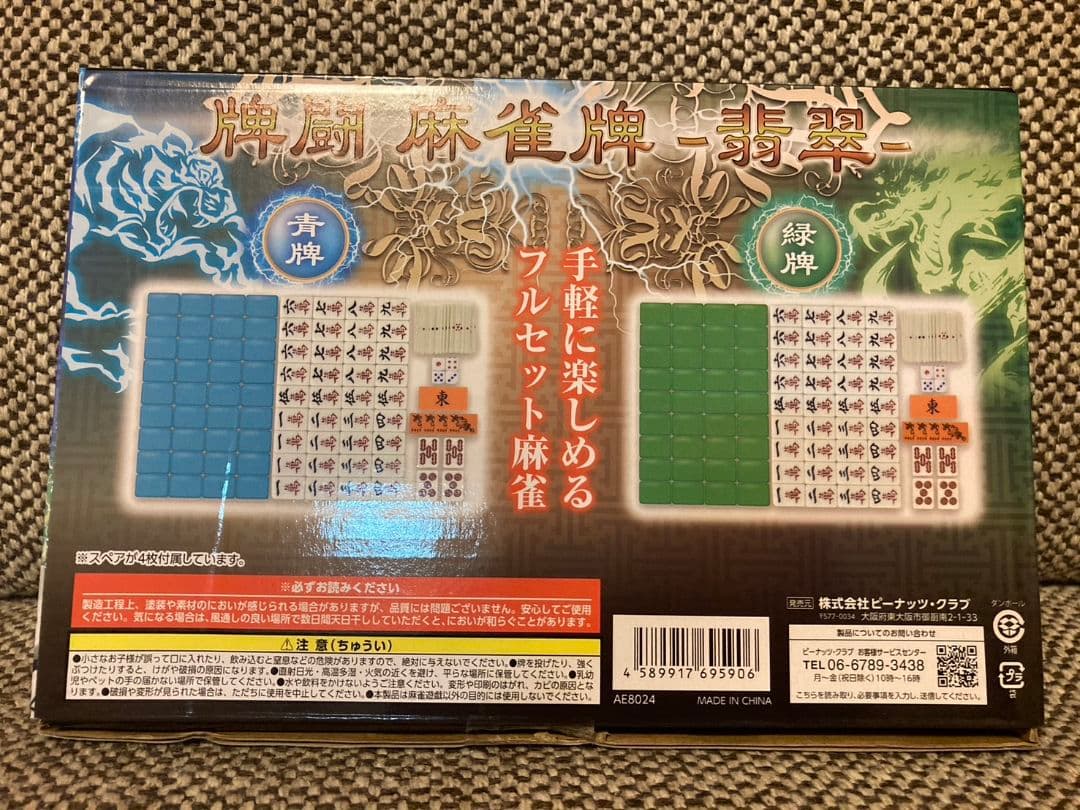 牌闘 麻雀牌 -翡翠-
青牌
緑牌
手軽に楽しめる
フルセット麻雀
東
東
※スペアが4枚付属しています。
※必ずお読みください
製造工程上、塗装や素材のにおいが感じられる場合がありますが、品質には問題ございません。安心してご使用
ください。気になる場合は、風通しの良い場所で数日間天日干ししていただくと、においが和らぐことがあります。
⚠注意(ちゅうい)
●小さなお子様が誤って口に入れたり、飲み込むと窒息などの危険がありますので、絶対に与えないでください。●牌を投げたり、強く
ぶつけたりすると、けがや破損の原因になります。●直射日光・高温多湿・火気の近くを避け、平らな場所に保管してください。●乳幼
児やペットの手の届かない場所で保管してください。●水や飲料をかけないようご注意ください。変形や印刷のはがれ、カビの原因とな
ります。●破損や変形が見られた場合は、ただちに使用を中止してください。●本製品は麻雀遊戯以外の目的には使用しないでください。
4 589917 695906
AE8024
MADE IN CHINA
発売元 株式会社ピーナッツ・クラブ
〒577-0034 大阪府東大阪市御厨南2-1-33
製品についてのお問い合わせ
ピーナッツ・クラブ お客様サービスセンター
TEL 06-6789-3438
月〜金(祝日除く)10時〜16時
こちらを読み取り、必要事項を入力し、送信してください。
ダンボール
外箱
プラ
袋